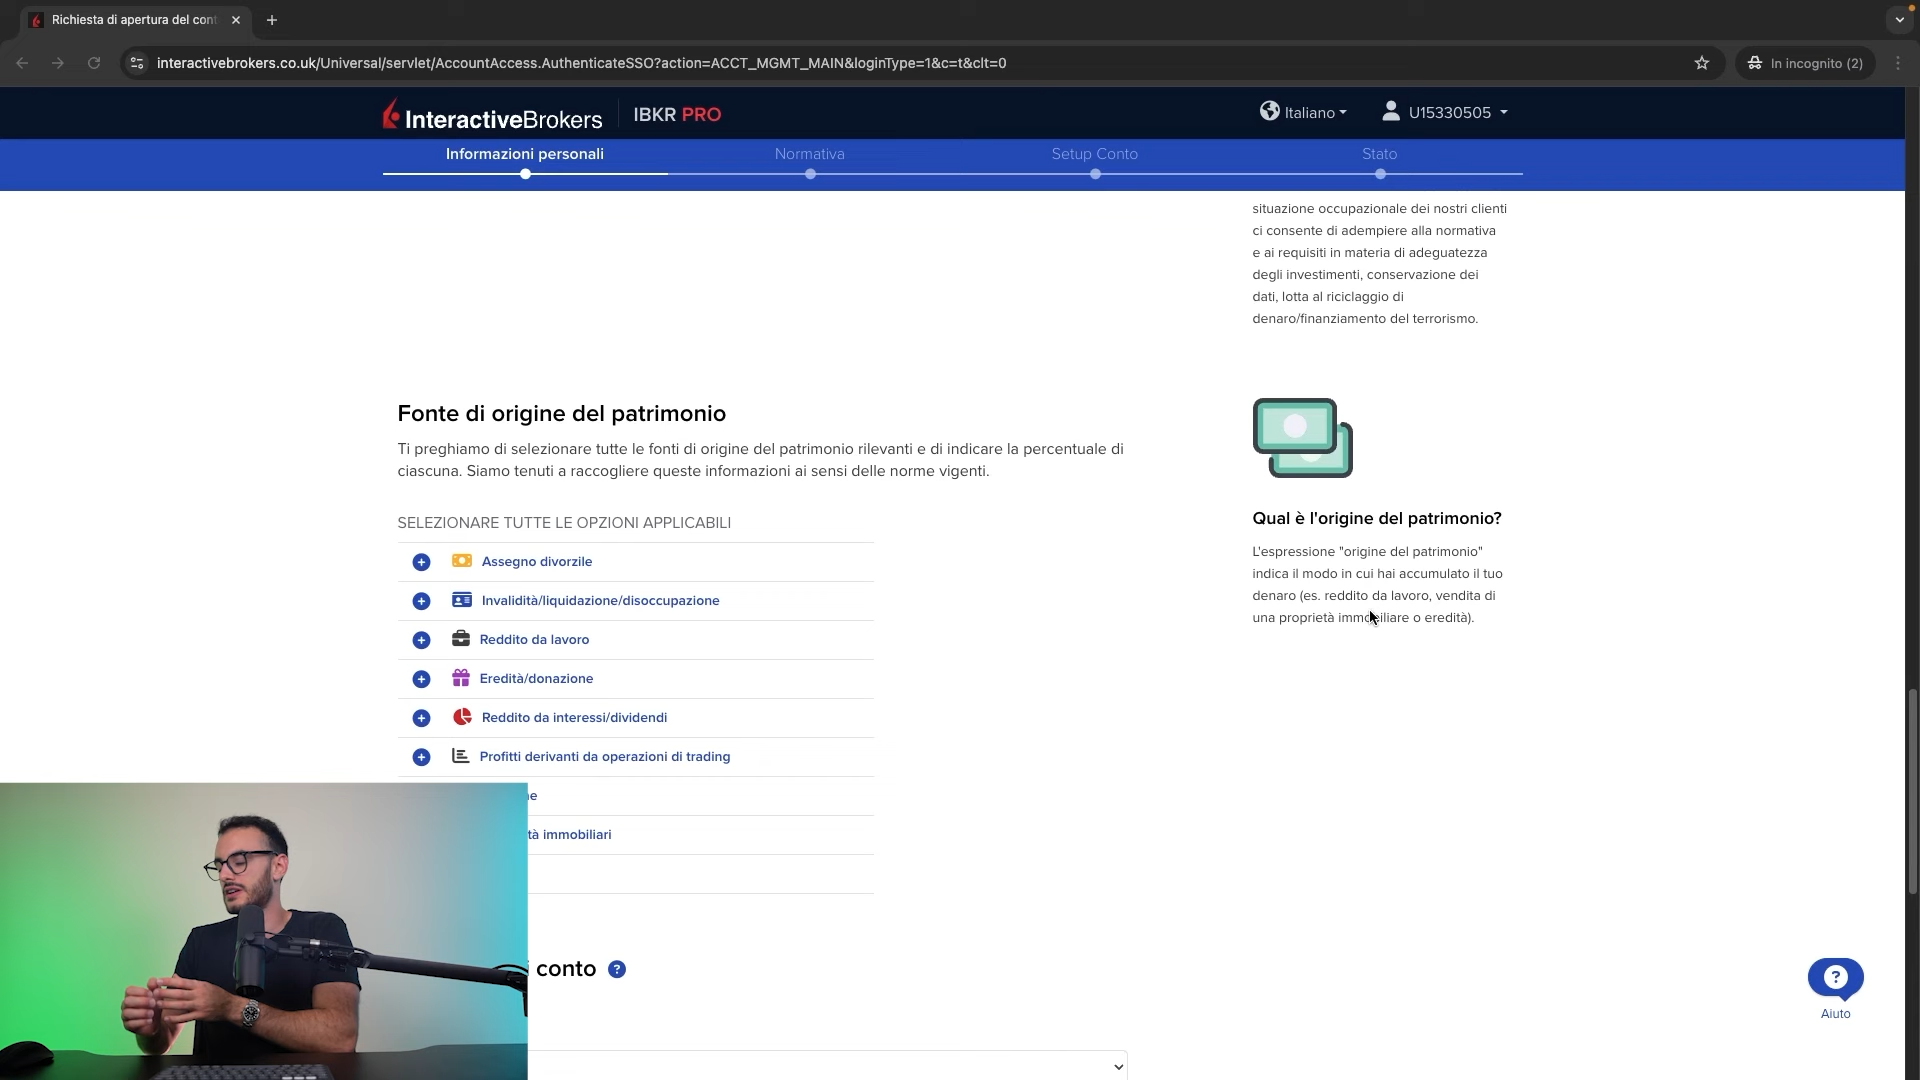 Richiesta di apertura del cont
interactivebrokers.co.uk/Universal/servlet/AccountAccess.AuthenticateSSO?action=ACCT_MGMT_MAIN&loginType=1&c=t&clt=0
In incognito (2)
InteractiveBrokers
IBKR PRO
Italiano
U15330505
Informazioni personali
Normativa
Setup Conto
Stato
situazione occupazionale dei nostri clienti
ci consente di adempiere alla normativa
e ai requisiti in materia di adeguatezza
degli investimenti, conservazione dei
dati, lotta al riciclaggio di
denaro/finanziamento del terrorismo.
Fonte di origine del patrimonio
Ti preghiamo di selezionare tutte le fonti di origine del patrimonio rilevanti e di indicare la percentuale di
ciascuna. Siamo tenuti a raccogliere queste informazioni ai sensi delle norme vigenti.
SELEZIONARE TUTTE LE OPZIONI APPLICABILI
Assegno divorzile
Invalidità/liquidazione/disoccupazione
Reddito da lavoro
Eredità/donazione
Reddito da interessi/dividendi
Profitti derivanti da operazioni di trading
ne
tà immobiliari
Qual è l'origine del patrimonio?
L'espressione "origine del patrimonio"
indica il modo in cui hai accumulato il tuo
denaro (es. reddito da lavoro, vendita di
una proprietà immobiliare o eredità).
i conto
?
?
Aiuto